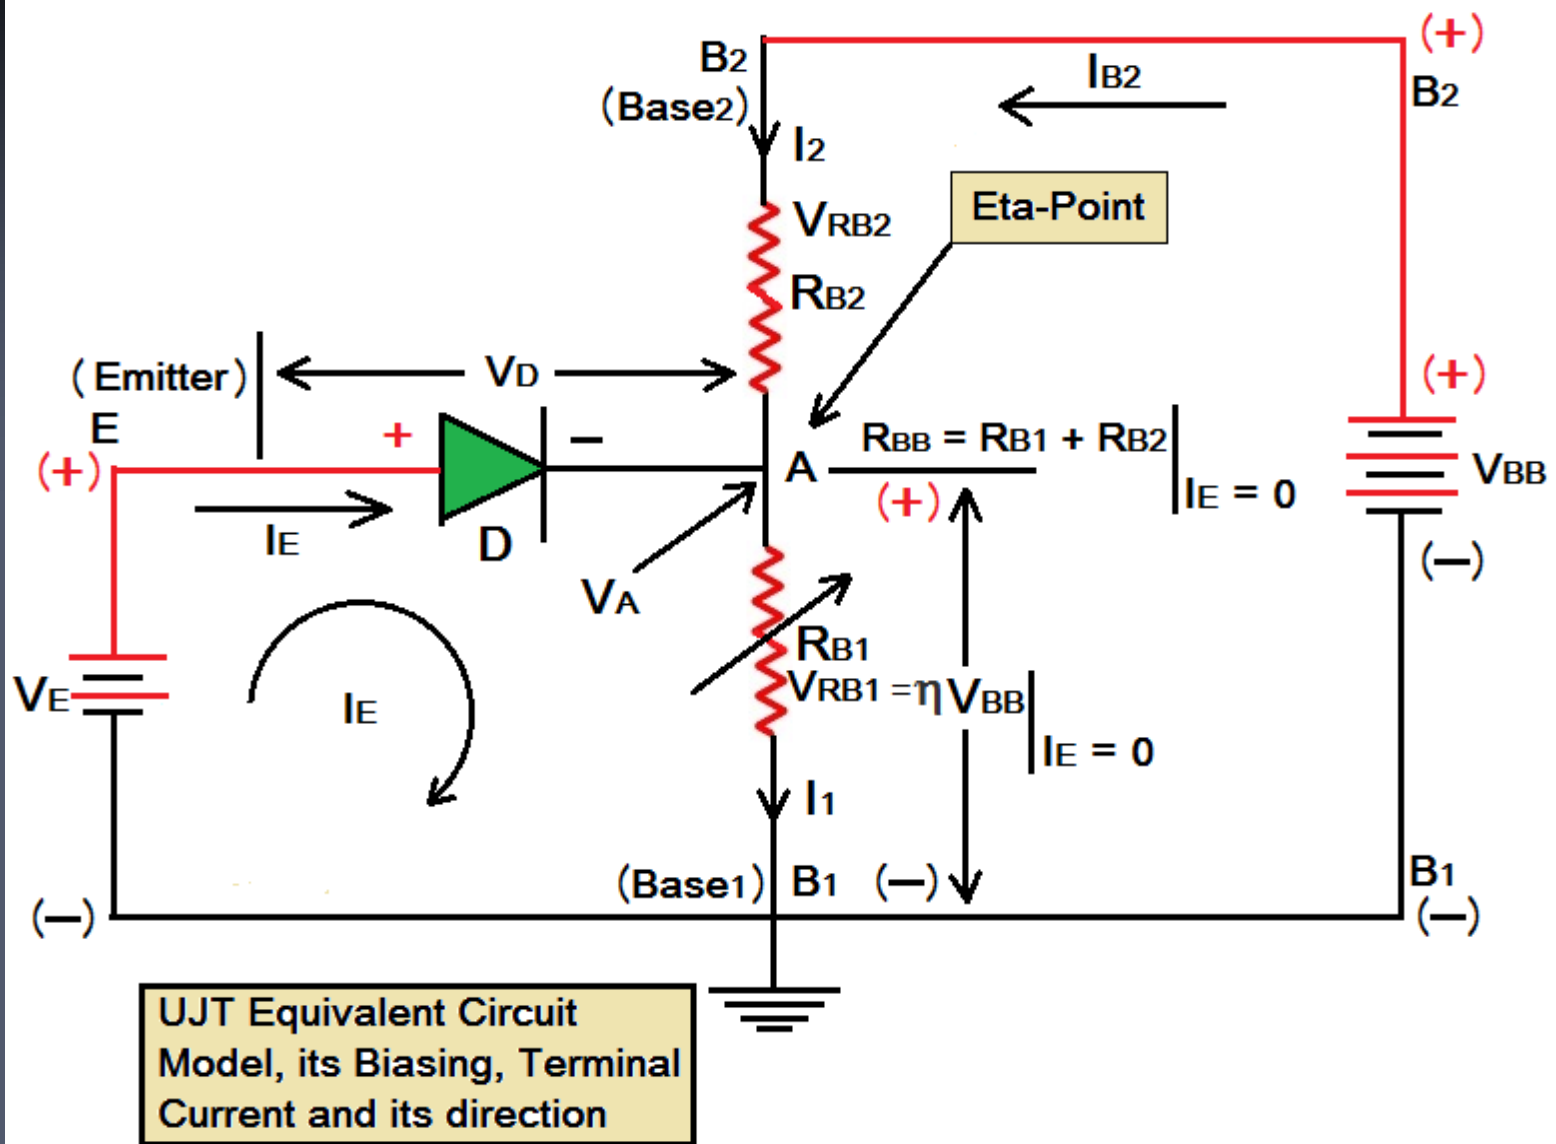 (+)
B2
IB2
(Base2)
B2
I2
Eta-Point
VRB2
RB2
(Emitter)
VD
(+)
E
+
−
RBB = RB1 + RB2
(+)
A
VBB
(+)
IE = 0
IE
D
(−)
VA
RB1
VE
VRB1 = ηVBB
IE
IE = 0
I1
(Base1)
B1
(−)
B1
(−)
(−)
UJT Equivalent Circuit
Model, its Biasing, Terminal
Current and its direction